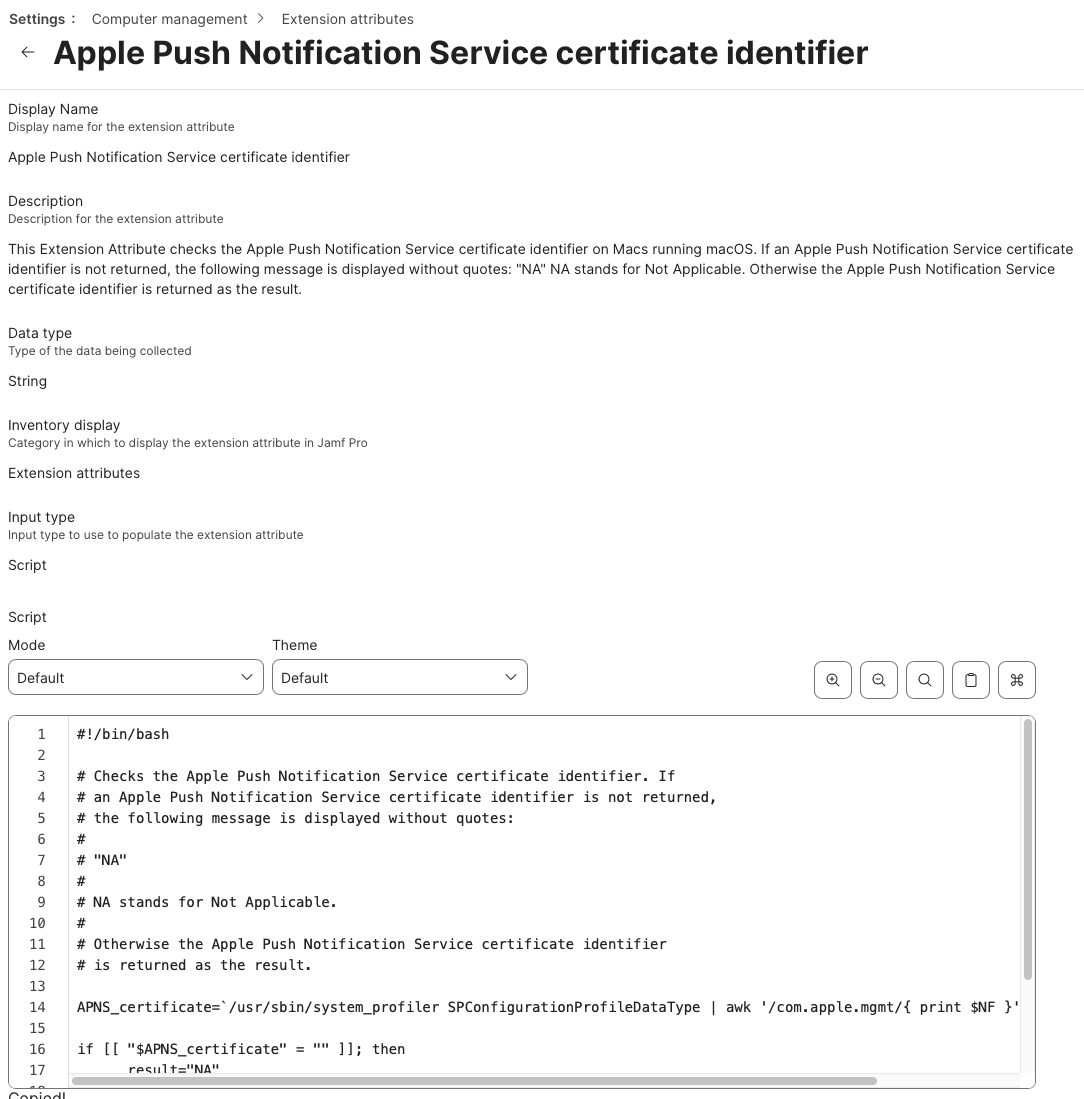 Settings : Computer management > Extension attributes
← Apple Push Notification Service certificate identifier
Display Name
Display name for the extension attribute
Apple Push Notification Service certificate identifier
Description
Description for the extension attribute
This Extension Attribute checks the Apple Push Notification Service certificate identifier on Macs running macOS. If an Apple Push Notification Service certificate
identifier is not returned, the following message is displayed without quotes: "NA" NA stands for Not Applicable. Otherwise the Apple Push Notification Service
certificate identifier is returned as the result.
Data type
Type of the data being collected
String
Inventory display
Category in which to display the extension attribute in Jamf Pro
Extension attributes
Input type
Input type to use to populate the extension attribute
Script
Script
Mode Theme
Default Default
1 #!/bin/bash
2
3 # Checks the Apple Push Notification Service certificate identifier. If
4 # an Apple Push Notification Service certificate identifier is not returned,
5 # the following message is displayed without quotes:
6 #
7 # "NA"
8 #
9 # NA stands for Not Applicable.
10 #
11 # Otherwise the Apple Push Notification Service certificate identifier
12 # is returned as the result.
13
14 APNS_certificate=`/usr/sbin/system_profiler SPConfigurationProfileDataType | awk '/com.apple.mgmt/{ print $NF }'
15
16 if [[ "$APNS_certificate" = "" ]]; then
17 result="NA"
18
Copied!